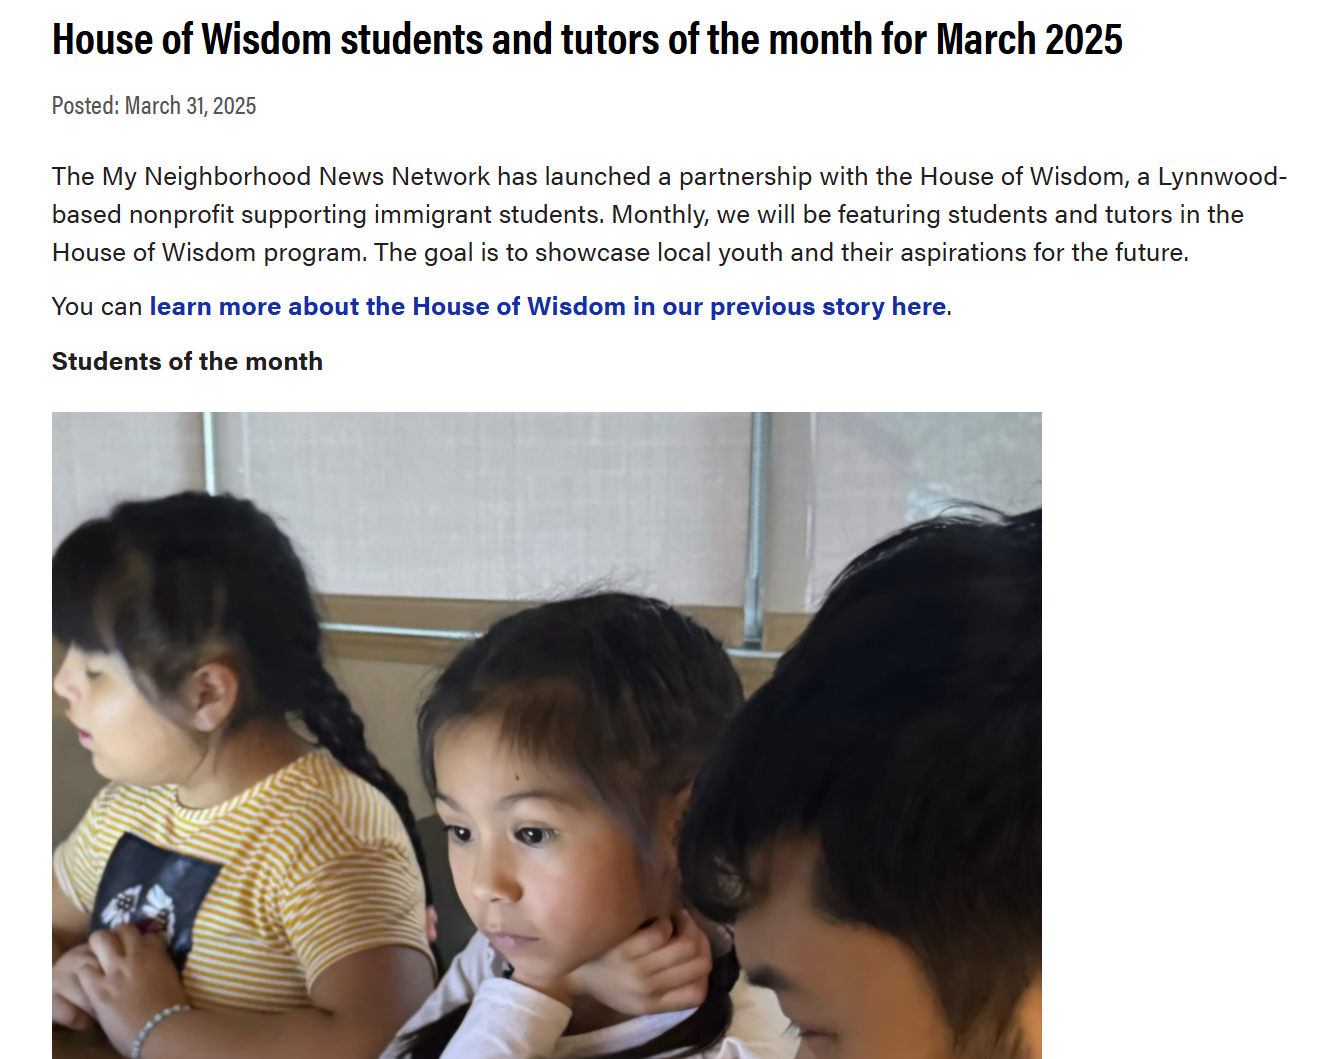 House of Wisdom students and tutors of the month for March 2025
Posted: March 31, 2025
The My Neighborhood News Network has launched a partnership with the House of Wisdom, a Lynnwood-
based nonprofit supporting immigrant students. Monthly, we will be featuring students and tutors in the
House of Wisdom program. The goal is to showcase local youth and their aspirations for the future.
You can learn more about the House of Wisdom in our previous story here.
Students of the month